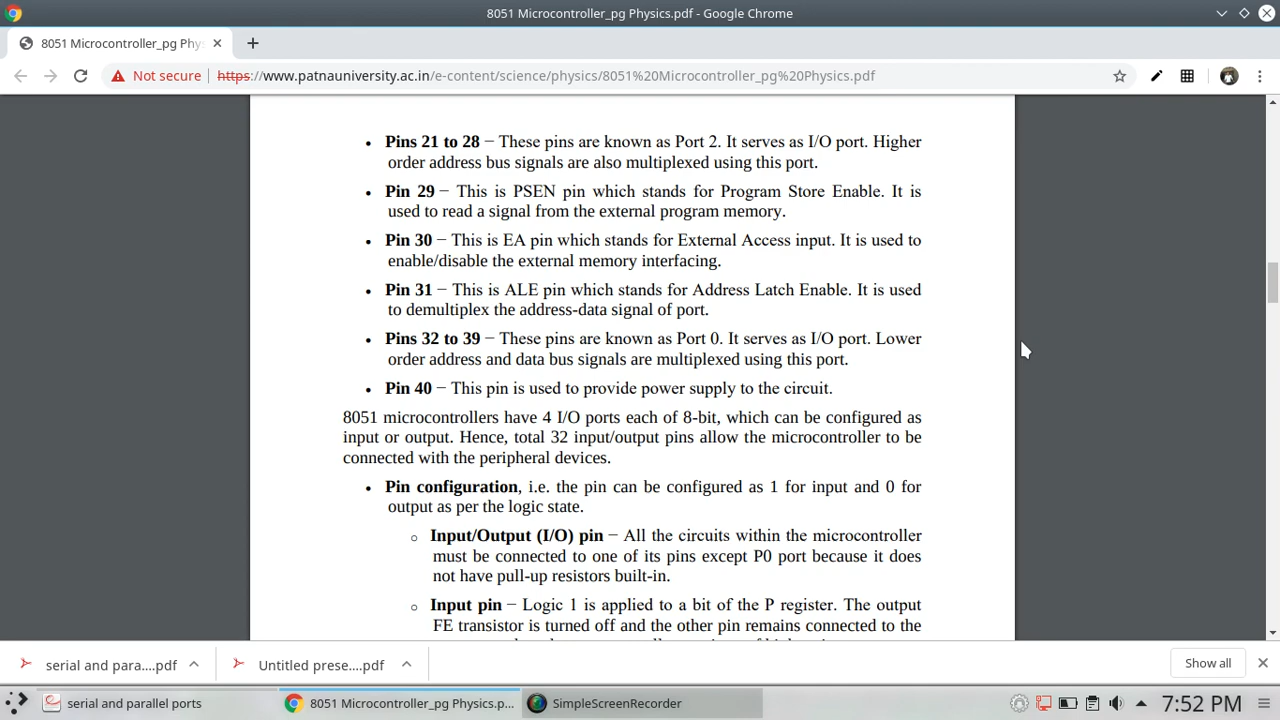 8051 Microcontroller_pg Physics.pdf - Google Chrome
8051 Microcontroller_pg Phy
Not secure
https://www.patnauniversity.ac.in/e-content/science/physics/8051%20Microcontroller_pg%20Physics.pdf
• Pins 21 to 28 − These pins are known as Port 2. It serves as I/O port. Higher
order address bus signals are also multiplexed using this port.
• Pin 29 − This is PSEN pin which stands for Program Store Enable. It is
used to read a signal from the external program memory.
• Pin 30 − This is EA pin which stands for External Access input. It is used to
enable/disable the external memory interfacing.
• Pin 31 − This is ALE pin which stands for Address Latch Enable. It is used
to demultiplex the address-data signal of port.
• Pins 32 to 39 − These pins are known as Port 0. It serves as I/O port. Lower
order address and data bus signals are multiplexed using this port.
• Pin 40 − This pin is used to provide power supply to the circuit.
8051 microcontrollers have 4 I/O ports each of 8-bit, which can be configured as
input or output. Hence, total 32 input/output pins allow the microcontroller to be
connected with the peripheral devices.
• Pin configuration, i.e. the pin can be configured as 1 for input and 0 for
output as per the logic state.
o Input/Output (I/O) pin − All the circuits within the microcontroller
must be connected to one of its pins except P0 port because it does
not have pull-up resistors built-in.
o Input pin − Logic 1 is applied to a bit of the P register. The output
FE transistor is turned off and the other pin remains connected to the
serial and para....pdf
Untitled prese....pdf
Show all
serial and parallel ports
8051 Microcontroller_pg Physics.p...
SimpleScreenRecorder
7:52 PM